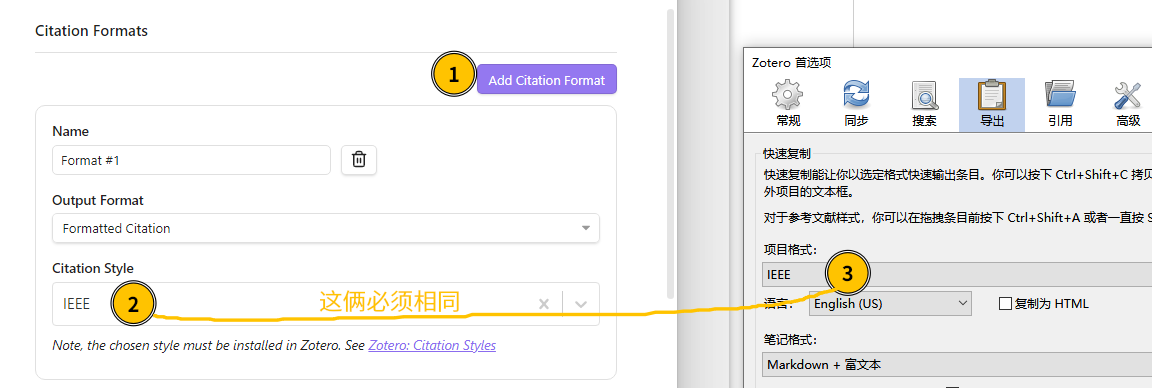 Citation Formats
1
Add Citation Format
Name
Format #1
Output Format
Formatted Citation
Citation Style
IEEE
2
这俩必须相同
Note, the chosen style must be installed in Zotero. See Zotero: Citation Styles
Zotero 首选项
常规
同步
搜索
导出
引用
高级
快速复制
快速复制能让你以选定格式快速输出条目。你可以按下 Ctrl+Shift+C 拷贝
外项目的文本框。
对于参考文献样式，你可以在拖拽条目前按下 Ctrl+Shift+A 或者一直按 S
项目格式：
IEEE
3
语言：
English (US)
复制为 HTML
笔记格式：
Markdown + 富文本